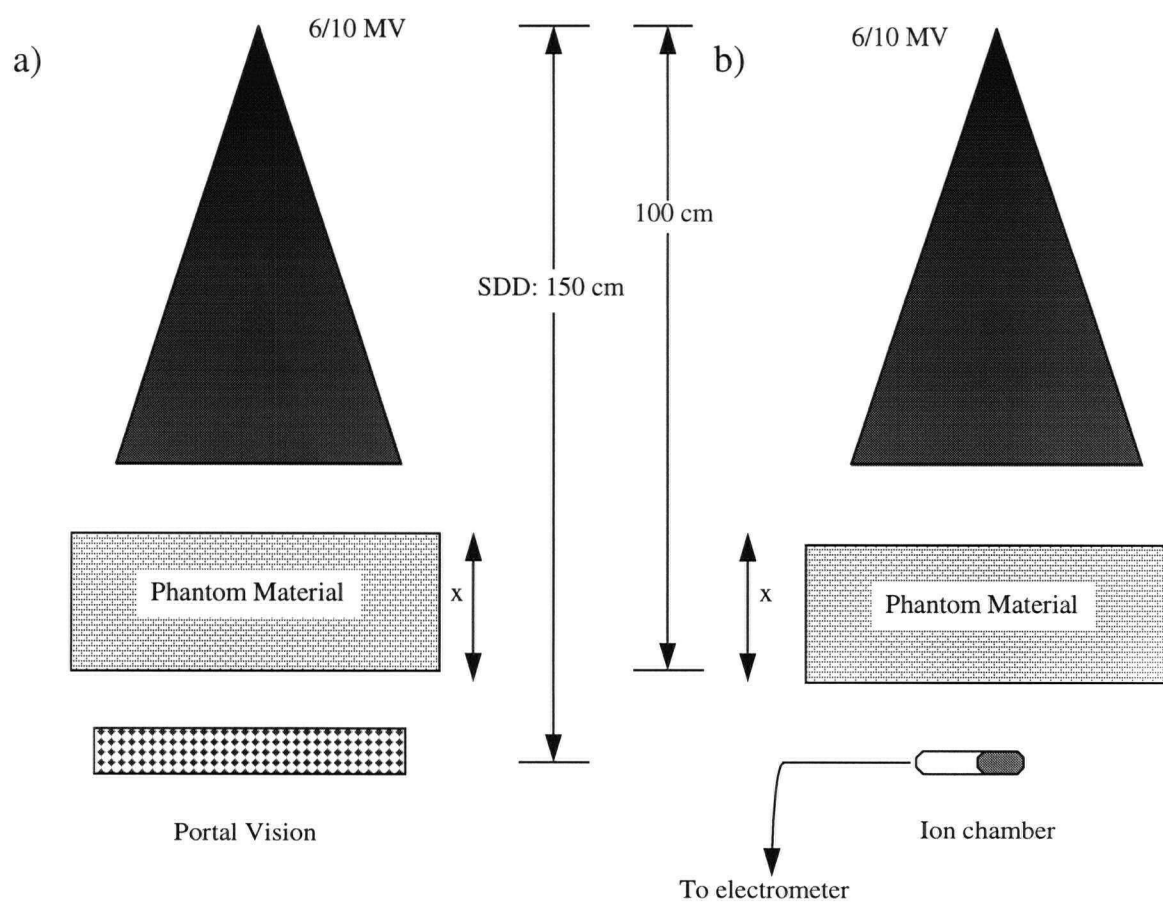 a)
6/10 MV
b)
6/10 MV
100 cm
SDD: 150 cm
Phantom Material
x
x
Phantom Material
Portal Vision
Ion chamber
To electrometer